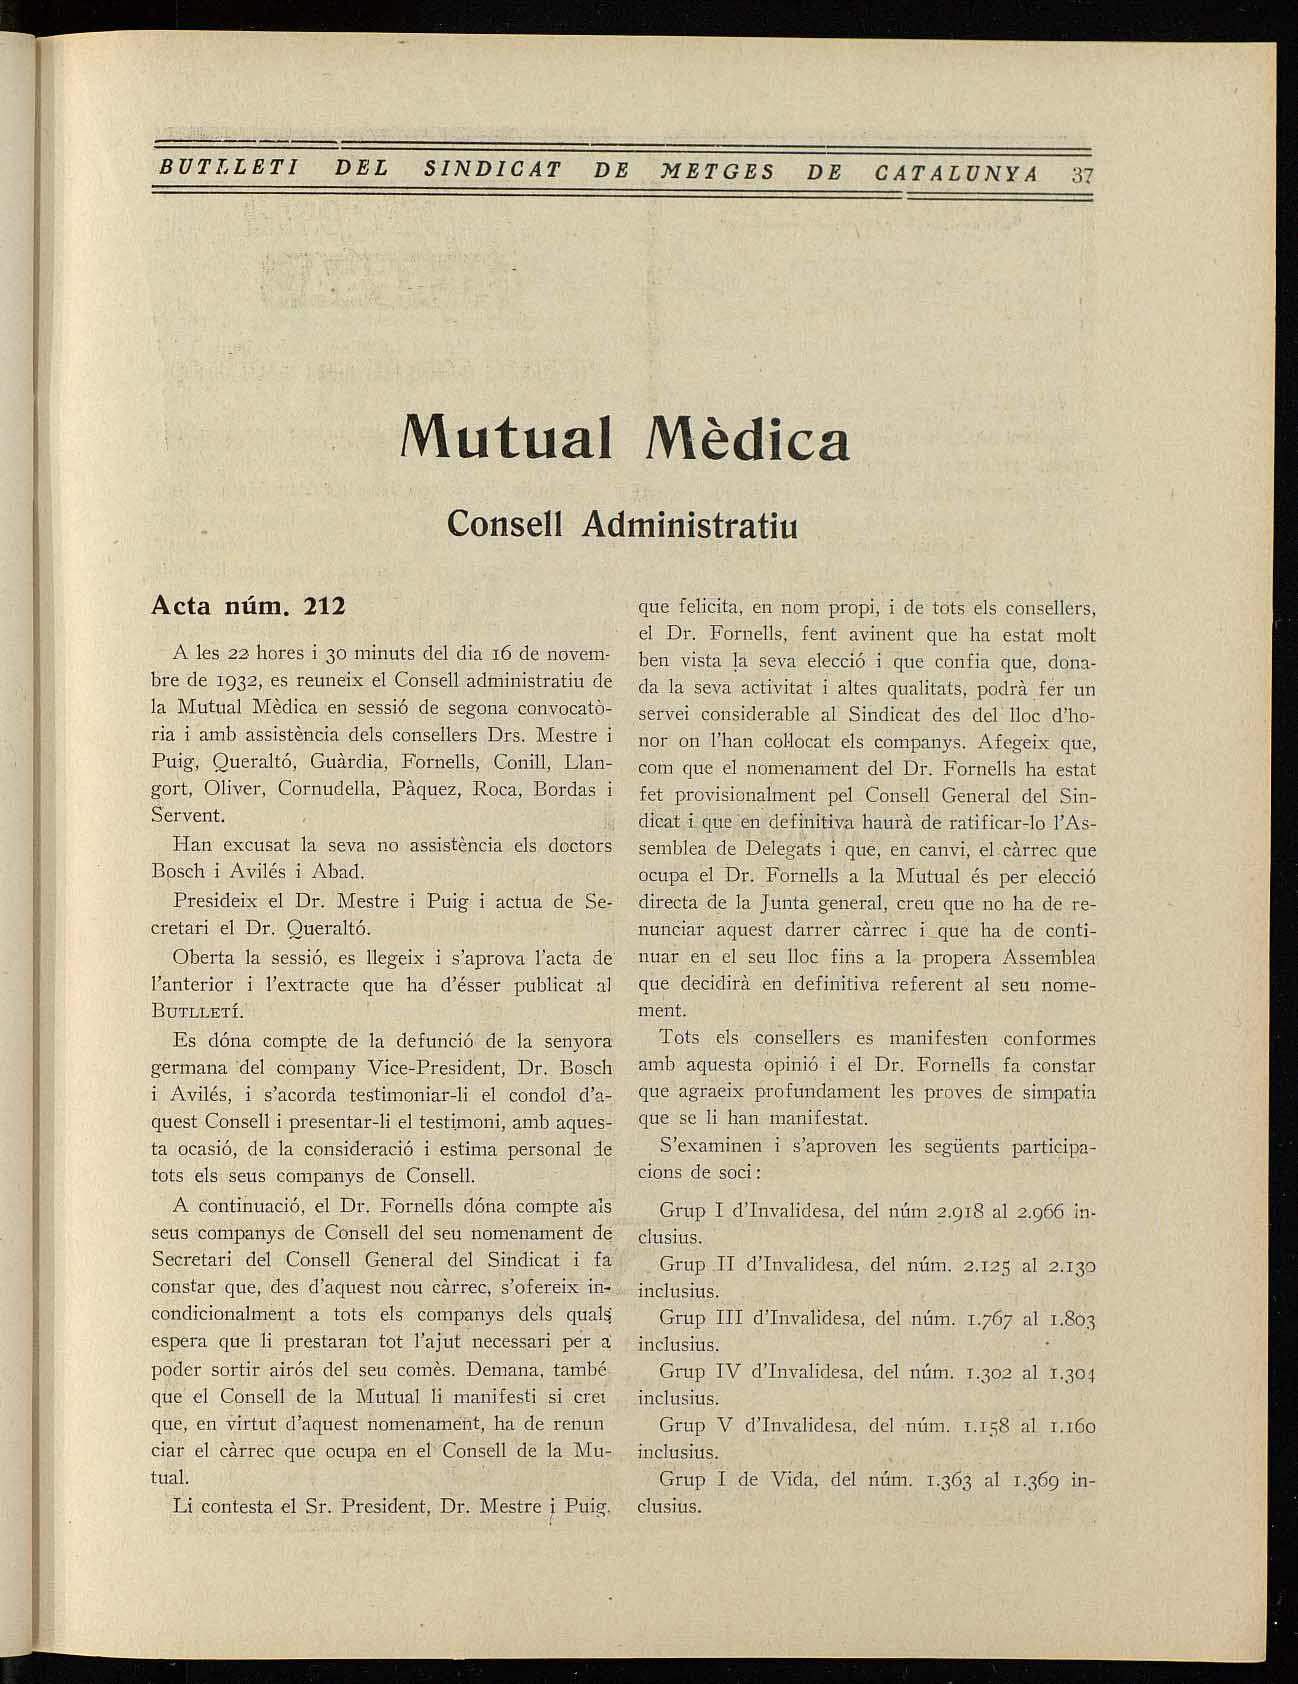 BUTLLETI DEL SINDICAT DE METGES DE CATALUNYA 37
Mutual Mèdica
Consell Administratiu
Acta núm. 212
A les 22 hores i 30 minuts del dia 16 de novem-
bre de 1932, es reuneix el Consell administratiu de
la Mutual Mèdica en sessió de segona convocatò-
ria i amb assistència dels consellers Drs. Mestre i
Puig, Queraltó, Guàrdia, Fornells, Conill, Llan-
gort, Oliver, Cornudella, Pàquez, Roca, Bordas i
Servent.
Han excusat la seva no assistència els doctors
Bosch i Avilés i Abad.
Presideix el Dr. Mestre i Puig i actua de Se-
cretari el Dr. Queraltó.
Oberta la sessió, es llegeix i s'aprova l'acta de
l'anterior i l'extracte que ha d'ésser publicat al
BUTLLETÍ.
Es dóna compte de la defunció de la senyora
germana del company Vice-President, Dr. Bosch
i Avilés, i s'acorda testimoniar-li el condol d'a-
quest Consell i presentar-li el testimoni, amb aques-
ta ocasió, de la consideració i estima personal de
tots els seus companys de Consell.
A continuació, el Dr. Fornells dóna compte als
seus companys de Consell del seu nomenament de
Secretari del Consell General del Sindicat i fa
constar que, des d'aquest nou càrrec, s'ofereix in-
condicionalment a tots els companys dels quals
espera que li prestaran tot l'ajut necessari per a
poder sortir airós del seu comès. Demana, també
que el Consell de la Mutual li manifesti si creı
que, en virtut d'aquest nomenament, ha de renun
ciar el càrrec que ocupa en el Consell de la Mu-
tual.
Li contesta el Sr. President, Dr. Mestre i Puig,
que felicita, en nom propi, i de tots els consellers,
el Dr. Fornells, fent avinent que ha estat molt
ben vista la seva elecció i que confia que, dona-
da la seva activitat i altes qualitats, podrà fer un
servei considerable al Sindicat des del lloc d'ho-
nor on l'han col·locat els companys. Afegeix que,
com que el nomenament del Dr. Fornells ha estat
fet provisionalment pel Consell General del Sin-
dicat i que en definitiva haurà de ratificar-lo l'As-
semblea de Delegats i que, en canvi, el càrrec que
ocupa el Dr. Fornells a la Mutual és per elecció
directa de la Junta general, creu que no ha de re-
nunciar aquest darrer càrrec i que ha de conti-
nuar en el seu lloc fins a la propera Assemblea
que decidirà en definitiva referent al seu nome-
ment.
Tots els consellers es manifesten conformes
amb aquesta opinió i el Dr. Fornells fa constar
que agraeix profundament les proves de simpatia
que se li han manifestat.
S'examinen i s'aproven les següents participa-
cions de soci:
Grup I d'Invalidesa, del núm 2.918 al 2.966 in-
clusius.
Grup II d'Invalidesa, del núm. 2.125 al 2.130
inclusius.
Grup III d'Invalidesa, del núm. 1.767 al 1.803
inclusius.
Grup IV d'Invalidesa, del núm. 1.302 al 1.304
inclusius.
Grup V d'Invalidesa, del núm. 1.158 al 1.160
inclusius.
Grup I de Vida, del núm. 1.363 al 1.369 in-
clusius.